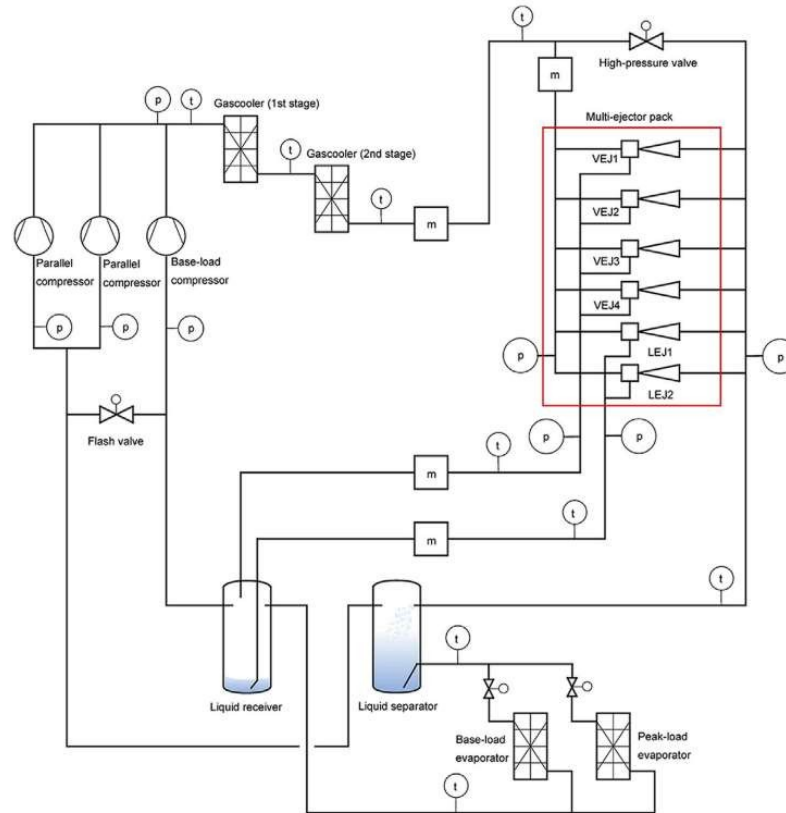 t
High-pressure valve
m
p
t
Gascooler (1st stage)
Multi-ejector pack
t
Gascooler (2nd stage)
t
m
VEJ1
VEJ2
VEJ3
VEJ4
LEJ1
LEJ2
Parallel
compressor
Parallel
compressor
Base-load
compressor
p
p
p
p
p
Flash valve
p
p
t
m
t
m
t
t
Liquid receiver
Liquid separator
Base-load
evaporator
Peak-load
evaporator
t